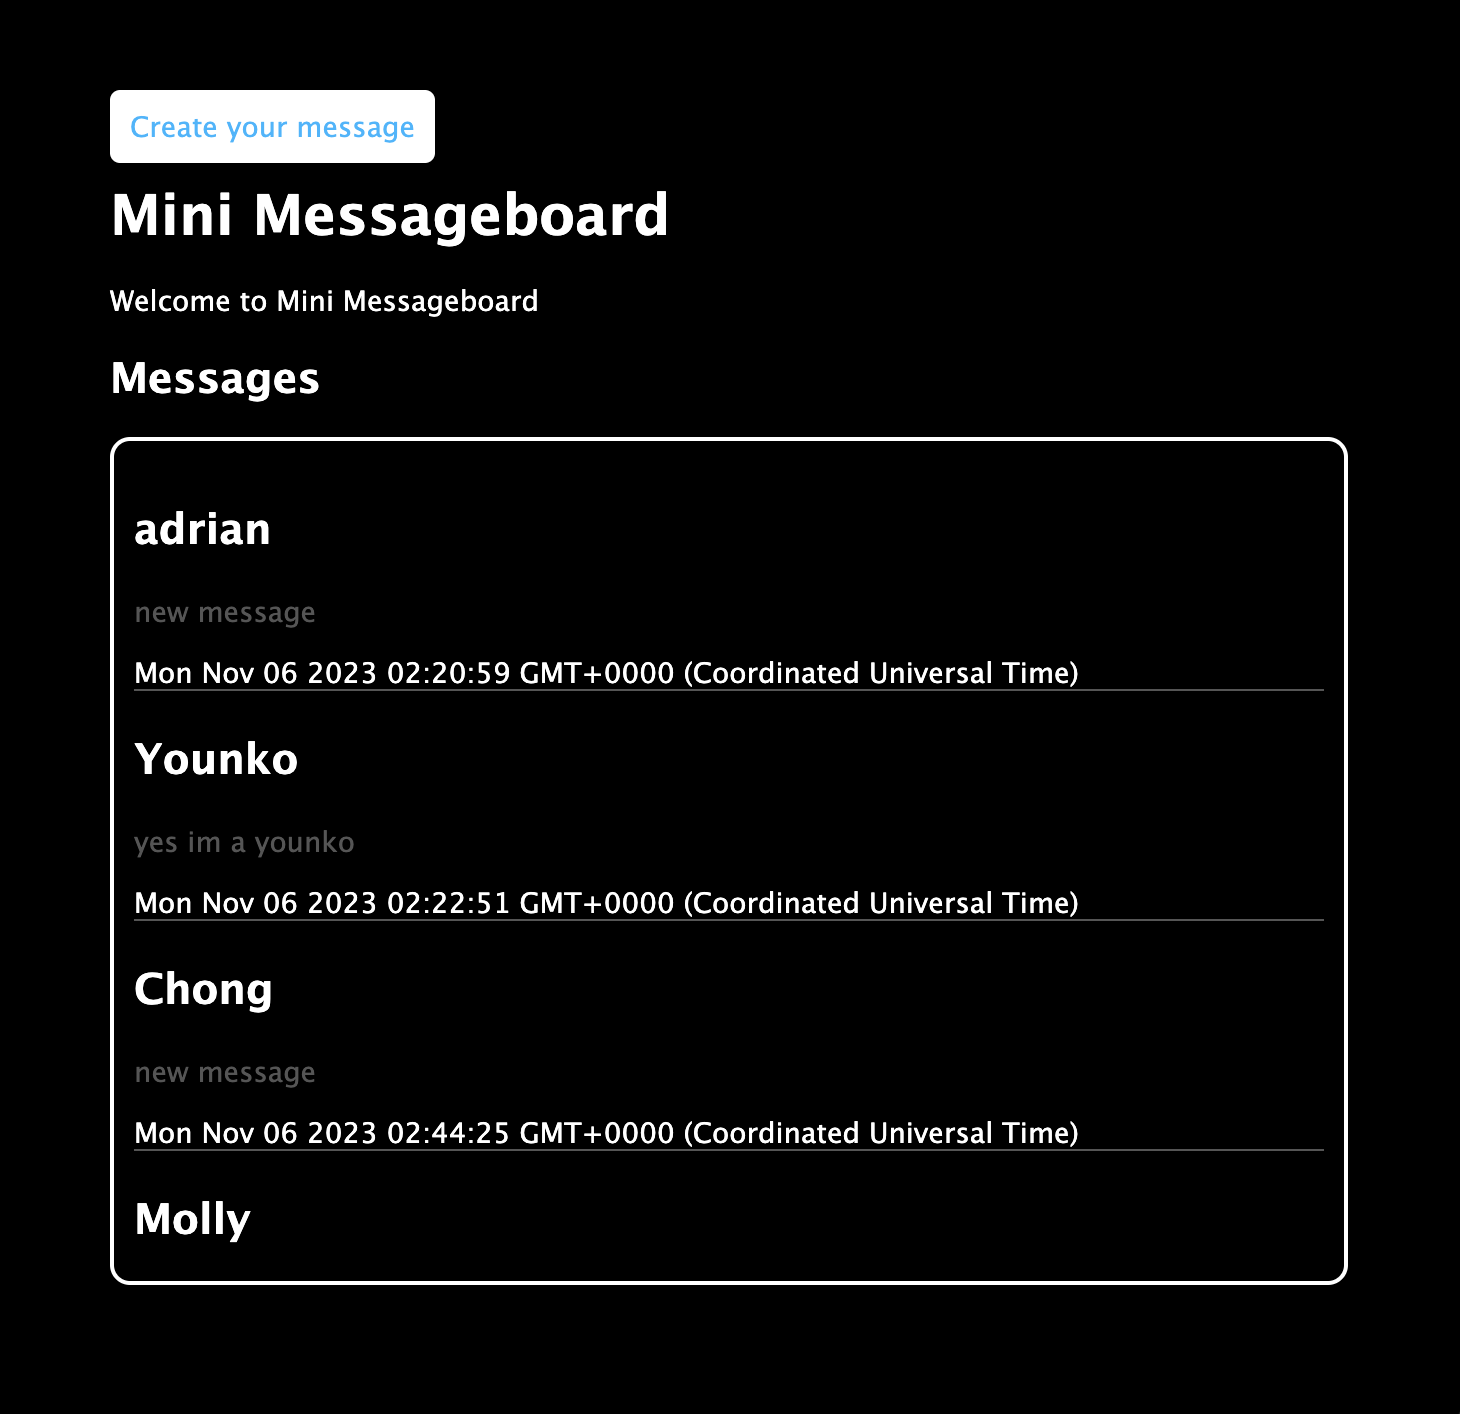 Create your message
Mini Messageboard
Welcome to Mini Messageboard
Messages
adrian
new message
Mon Nov 06 2023 02:20:59 GMT+0000 (Coordinated Universal Time)
Younko
yes im a younko
Mon Nov 06 2023 02:22:51 GMT+0000 (Coordinated Universal Time)
Chong
new message
Mon Nov 06 2023 02:44:25 GMT+0000 (Coordinated Universal Time)
Molly